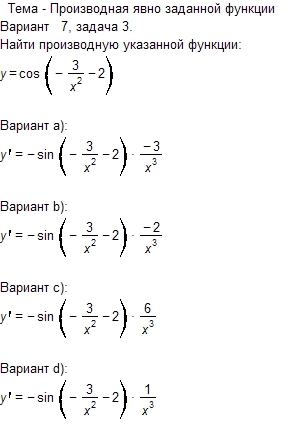 Тема - Производная явно заданной функции
Вариант 7, задача 3.
Найти производную указанной функции:
y = cos (− 3/x² − 2)
Вариант a):
y' = − sin (− 3/x² − 2) · −3/x³
Вариант b):
y' = − sin (− 3/x² − 2) · −2/x³
Вариант c):
y' = − sin (− 3/x² − 2) · 6/x³
Вариант d):
y' = − sin (− 3/x² − 2) · 1/x³